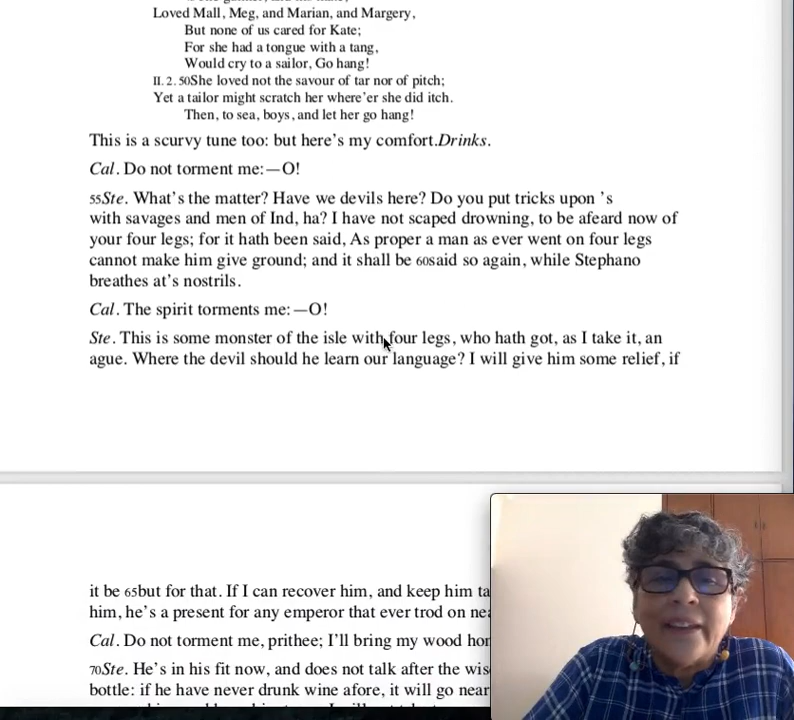 Loved Mall, Meg, and Marian, and Margery,
But none of us cared for Kate;
For she had a tongue with a tang,
Would cry to a sailor, Go hang!
II. 2. 50She loved not the savour of tar nor of pitch;
Yet a tailor might scratch her where'er she did itch.
Then, to sea, boys, and let her go hang!
This is a scurvy tune too: but here's my comfort.Drinks.
Cal. Do not torment me:—O!
55Ste. What's the matter? Have we devils here? Do you put tricks upon 's
with savages and men of Ind, ha? I have not scaped drowning, to be afeard now of
your four legs; for it hath been said, As proper a man as ever went on four legs
cannot make him give ground; and it shall be 60said so again, while Stephano
breathes at's nostrils.
Cal. The spirit torments me:—O!
Ste. This is some monster of the isle with four legs, who hath got, as I take it, an
ague. Where the devil should he learn our language? I will give him some relief, if
it be 65but for that. If I can recover him, and keep him ta
him, he's a present for any emperor that ever trod on nea
Cal. Do not torment me, prithee; I'll bring my wood hor
70Ste. He's in his fit now, and does not talk after the wis
bottle: if he have never drunk wine afore, it will go near